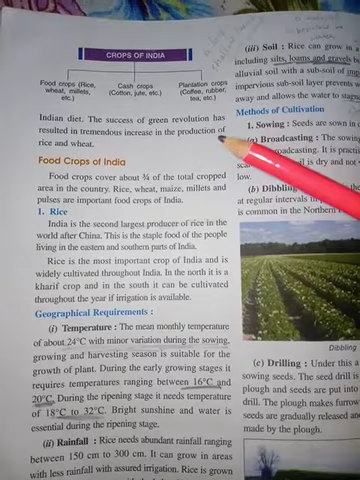 CROPS OF INDIA
Food crops (Rice,
wheat, millets,
etc.)
Cash crops
(Cotton, jute, etc.)
Plantation crops
(Coffee, rubber,
tea, etc.)
Indian diet. The success of green revolution has
resulted in tremendous increase in the production of
rice and wheat.
Food Crops of India
Food crops cover about ¾ of the total cropped
area in the country. Rice, wheat, maize, millets and
pulses are important food crops of India.
1. Rice
India is the second largest producer of rice in the
world after China. This is the staple food of the people
living in the eastern and southern parts of India.
Rice is the most important crop of India and is
widely cultivated throughout India. In the north it is a
kharif crop and in the south it can be cultivated
throughout the year if irrigation is available.
Geographical Requirements :
(i) Temperature : The mean monthly temperature
of about 24°C with minor variation during the sowing,
growing and harvesting season is suitable for the
growth of plant. During the early growing stages it
requires temperatures ranging between 16°C and
20°C. During the ripening stage it needs temperature
of 18°C to 32°C. Bright sunshine and water is
essential during the ripening stage.
(ii) Rainfall : Rice needs abundant rainfall ranging
between 150 cm to 300 cm. It can grow in areas
with less rainfall with assured irrigation. Rice is grown
(iii) Soil : Rice can grow in a
including silts, loams and gravels
alluvial soil with a sub-soil of
impervious sub-soil layer prevents
away and allows the water to
Methods of Cultivation
1. Sowing : Seeds are sown in
(a) Broadcasting : The sowing
broadcasting. It is
is dry and not
low.
(b)
at regular intervals
is common in the Northern
Dibbling
(c) Drilling : Under this a
sowing seeds. The seed drill is
plough and seeds are put into
drill. The plough makes furrow
seeds are gradually released and
made by the plough.